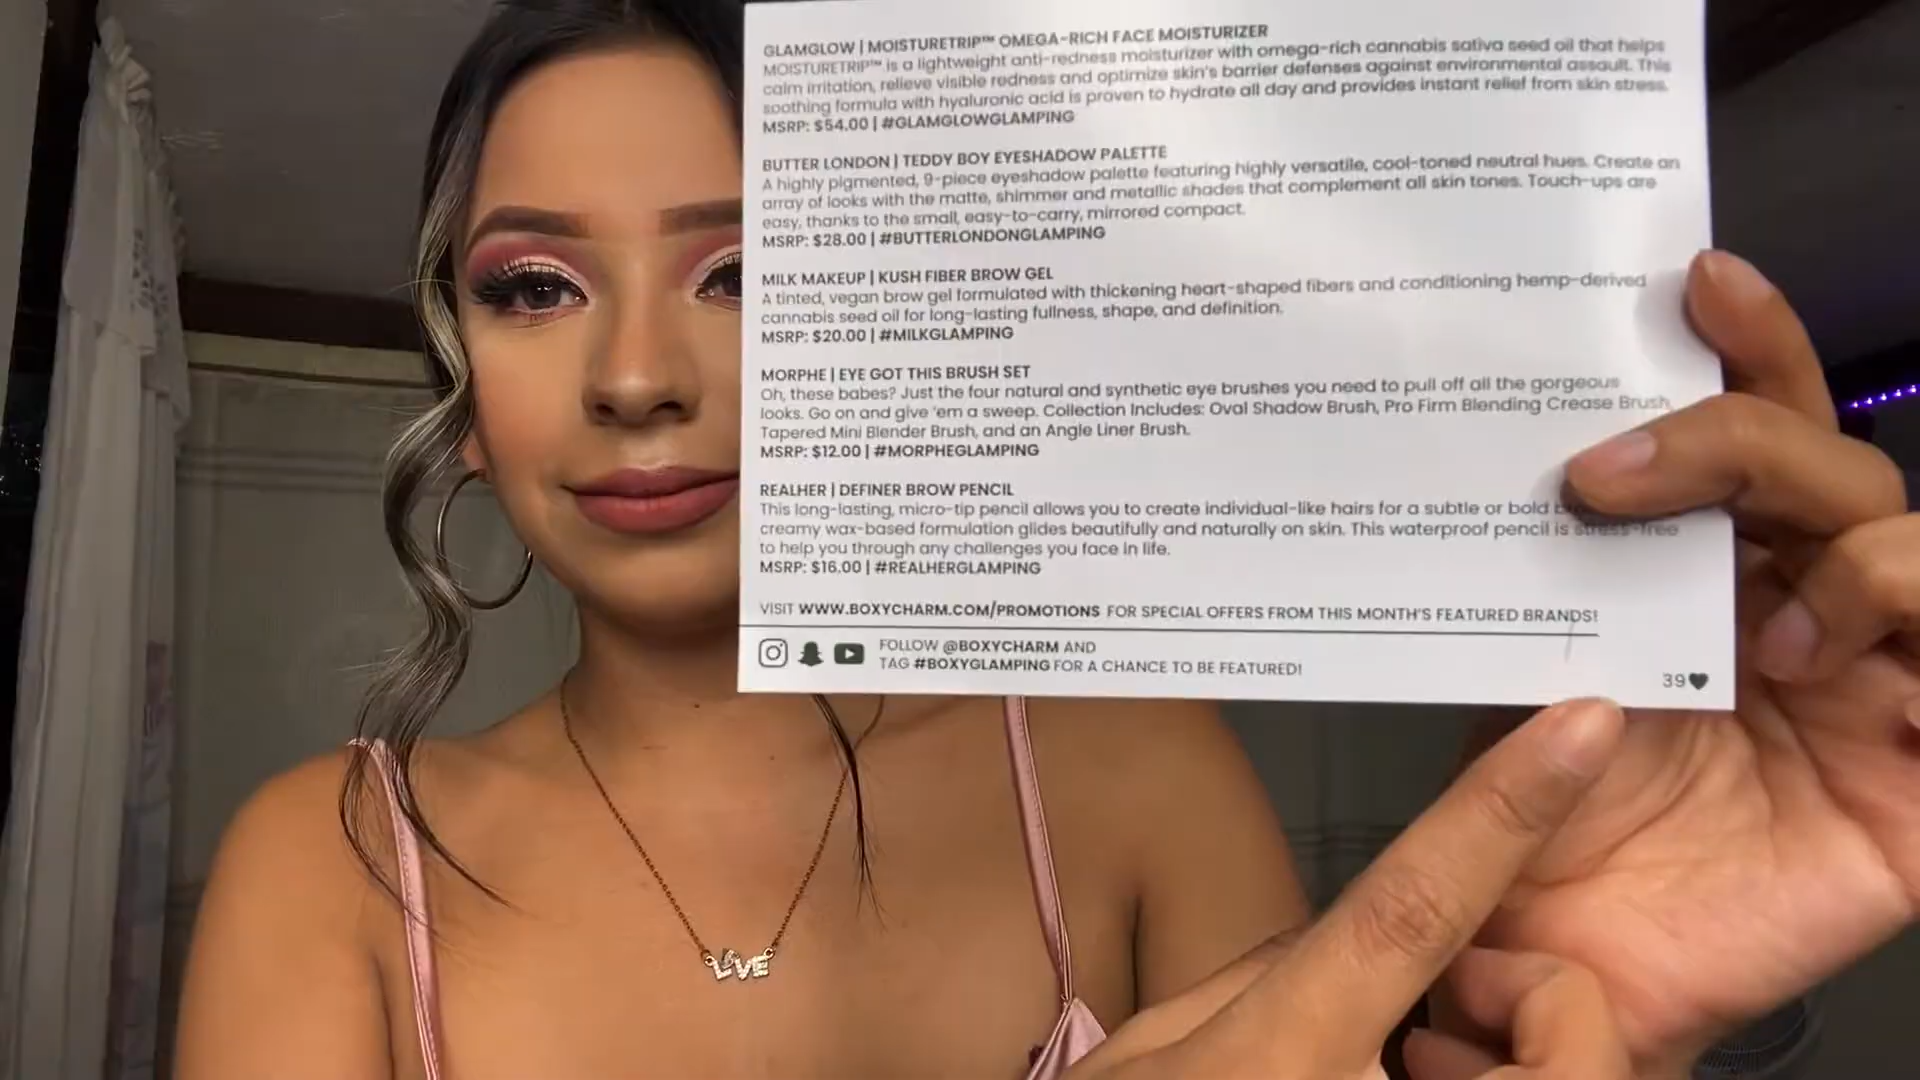 GLAMGLOW | MOISTURETRIP™ OMEGA-RICH FACE MOISTURIZER
MOISTURETRIP™ is a lightweight anti-redness moisturizer with omega-rich cannabis sativa seed oil that helps
calm irritation, relieve visible redness and optimize skin's barrier defenses against environmental assault. This
soothing formula with hyaluronic acid is proven to hydrate all day and provides instant relief from skin stress.
MSRP: $54.00 | #GLAMGLOWGLAMPING
BUTTER LONDON | TEDDY BOY EYESHADOW PALETTE
A highly pigmented, 9-piece eyeshadow palette featuring highly versatile, cool-toned neutral hues. Create an
array of looks with the matte, shimmer and metallic shades that complement all skin tones. Touch-ups are
easy, thanks to the small, easy-to-carry, mirrored compact.
MSRP: $28.00 | #BUTTERLONDONGLAMPING
MILK MAKEUP | KUSH FIBER BROW GEL
A tinted, vegan brow gel formulated with thickening heart-shaped fibers and conditioning hemp-derived
cannabis seed oil for long-lasting fullness, shape, and definition.
MSRP: $20.00 | #MILKGLAMPING
MORPHE | EYE GOT THIS BRUSH SET
Oh, these babes? Just the four natural and synthetic eye brushes you need to pull off all the gorgeous
looks. Go on and give 'em a sweep. Collection Includes: Oval Shadow Brush, Pro Firm Blending Crease Brush,
Tapered Mini Blender Brush, and an Angle Liner Brush.
MSRP: $12.00 | #MORPHEGLAMPING
REALHER | DEFINER BROW PENCIL
This long-lasting, micro-tip pencil allows you to create individual-like hairs for a subtle or bold
creamy wax-based formulation glides beautifully and naturally on skin. This waterproof pencil is stress-free
to help you through any challenges you face in life.
MSRP: $16.00 | #REALHERGLAMPING
VISIT WWW.BOXYCHARM.COM/PROMOTIONS FOR SPECIAL OFFERS FROM THIS MONTH'S FEATURED BRANDS!
FOLLOW @BOXYCHARM AND
TAG #BOXYGLAMPING FOR A CHANCE TO BE FEATURED!
39
LOVE